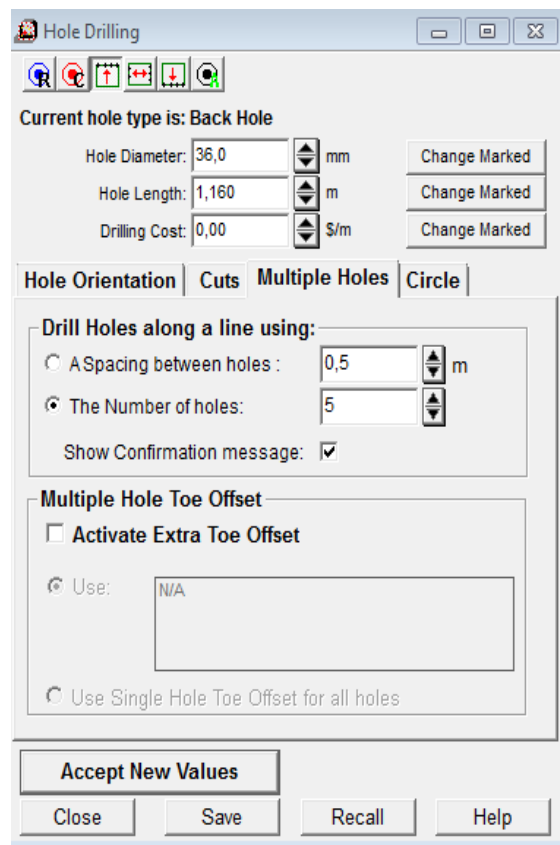 Hole Drilling
R C A
Current hole type is: Back Hole
Hole Diameter: 36,0 mm Change Marked
Hole Length: 1,160 m Change Marked
Drilling Cost: 0,00 $/m Change Marked
Hole Orientation Cuts Multiple Holes Circle
Drill Holes along a line using:
A Spacing between holes : 0,5 m
The Number of holes: 5
Show Confirmation message:
Multiple Hole Toe Offset
Activate Extra Toe Offset
Use: N/A
Use Single Hole Toe Offset for all holes
Accept New Values
Close Save Recall Help